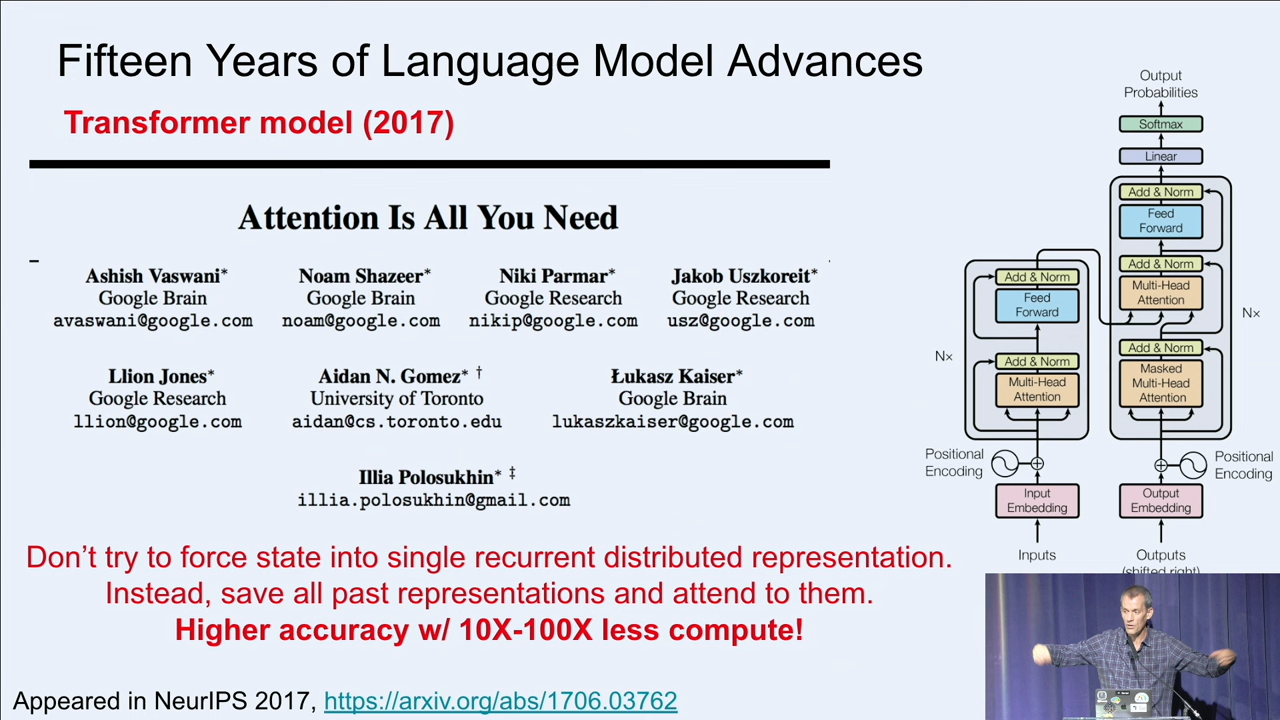 Fifteen Years of Language Model Advances
Transformer model (2017)
Attention Is All You Need
Ashish Vaswani* Noam Shazeer* Niki Parmar* Jakob Uszkoreit*
Google Brain Google Brain Google Research Google Research
avaswani@google.com noam@google.com nikip@google.com usz@google.com
Llion Jones* Aidan N. Gomez* † Łukasz Kaiser*
Google Research University of Toronto Google Brain
llion@google.com aidan@cs.toronto.edu lukaszkaiser@google.com
Illia Polosukhin* ‡
illia.polosukhin@gmail.com
Don’t try to force state into single recurrent distributed representation.
Instead, save all past representations and attend to them.
Higher accuracy w/ 10X-100X less compute!
Appeared in NeurIPS 2017, https://arxiv.org/abs/1706.03762
Output
Probabilities
Softmax
Linear
Add & Norm
Feed
Forward
Add & Norm
Multi-Head
Attention
Add & Norm
Masked
Multi-Head
Attention
N×
Add & Norm
Feed
Forward
N×
Add & Norm
Multi-Head
Attention
Positional
Encoding
Positional
Encoding
Input
Embedding
Output
Embedding
Inputs
Outputs
(shifted right)